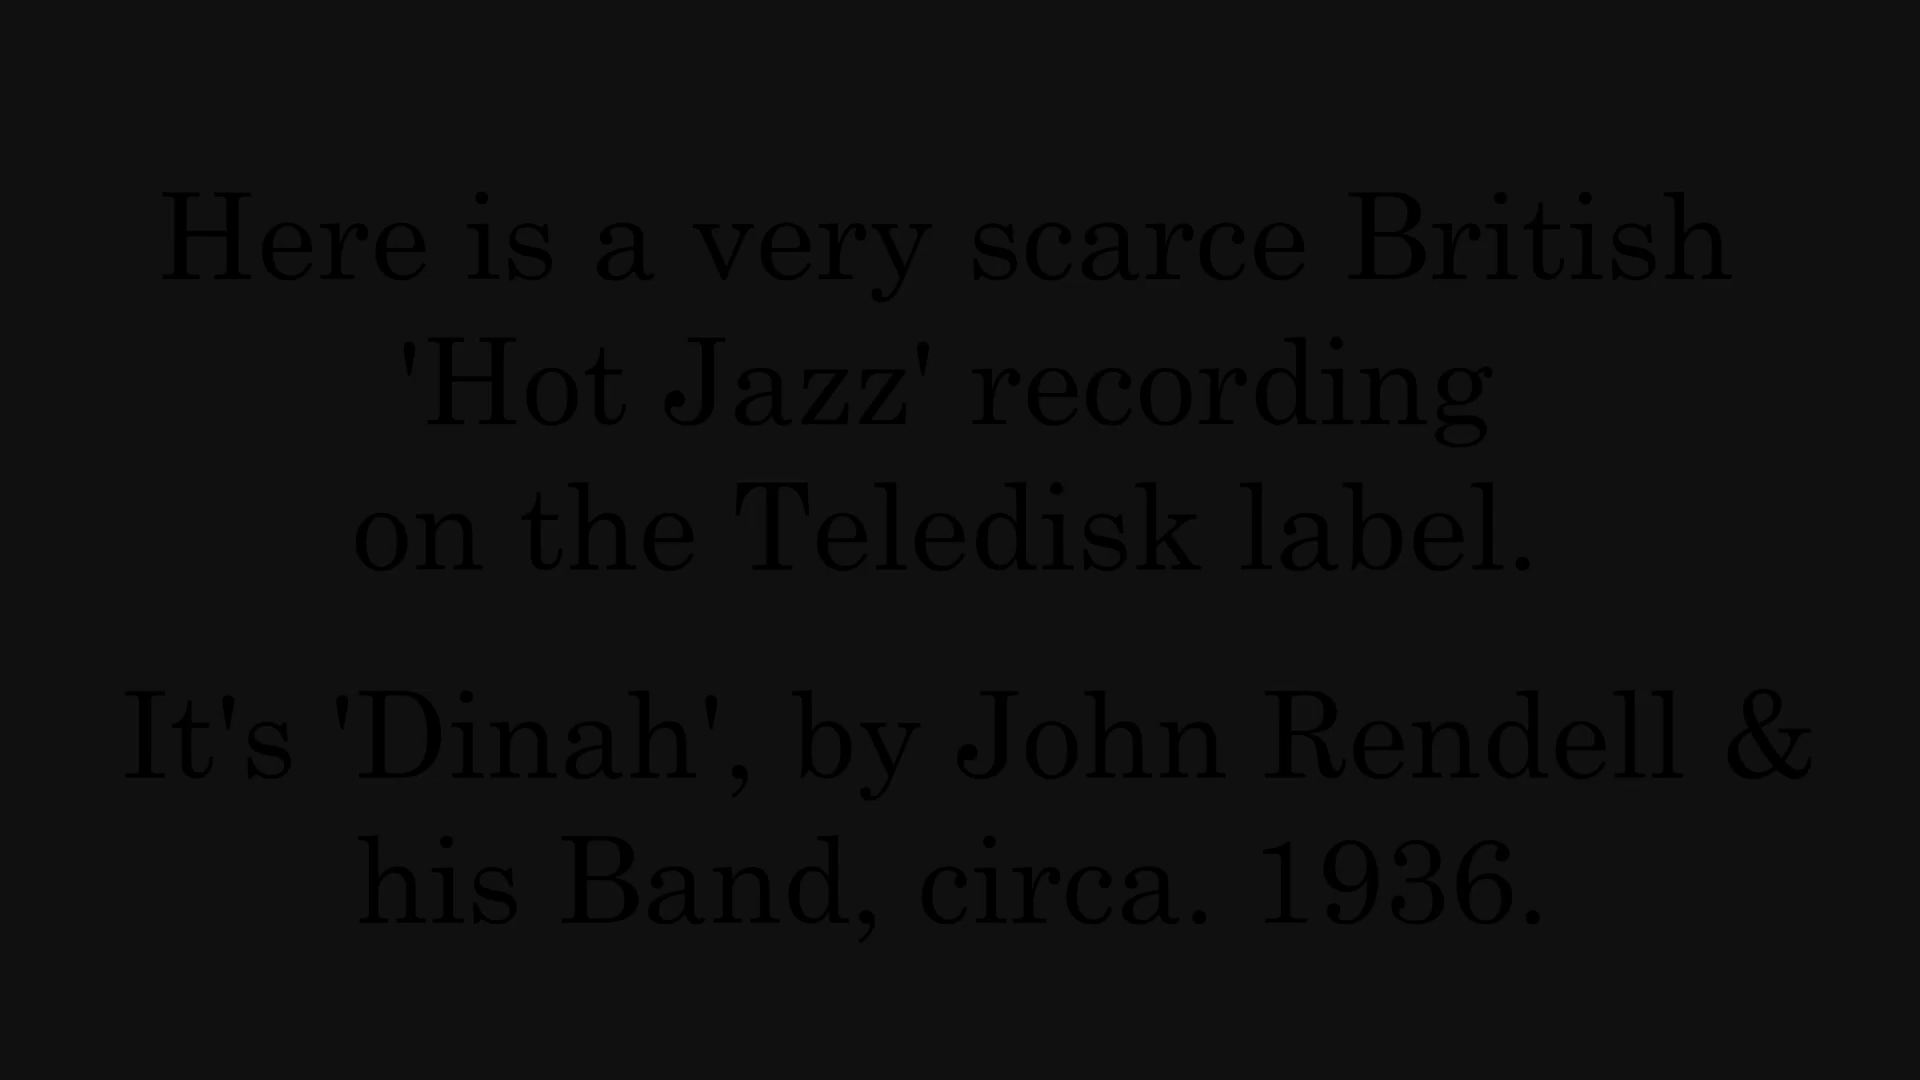 Here is a very scarce British
'Hot Jazz' recording
on the Teledisk label.
It's 'Dinah', by John Rendell &
his Band, circa. 1936.